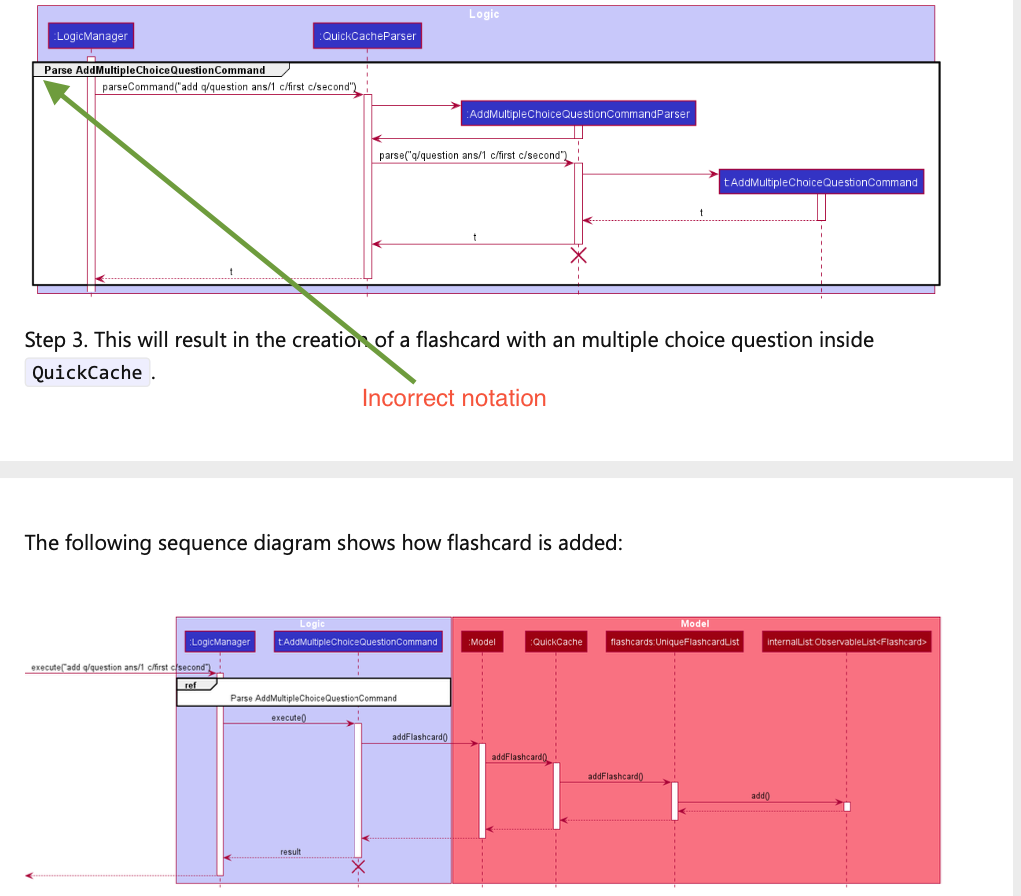 Logic
:LogicManager
:QuickCacheParser
Parse AddMultipleChoiceQuestionCommand
parseCommand("add q/question ans/1 c/first c/second")
:AddMultipleChoiceQuestionCommandParser
parse("q/question ans/1 c/first c/second")
t:AddMultipleChoiceQuestionCommand
t
t
t
Step 3. This will result in the creation of a flashcard with an multiple choice question inside
QuickCache .
Incorrect notation
The following sequence diagram shows how flashcard is added:
Logic
Model
:LogicManager
t:AddMultipleChoiceQuestionCommand
:Model
:QuickCache
flashcards:UniqueFlashcardList
internalList:ObservableList<Flashcard>
execute("add q/question ans/1 c/first c/second")
ref
Parse AddMultipleChoiceQuestionCommand
execute()
addFlashcard()
addFlashcard()
addFlashcard()
add()
result